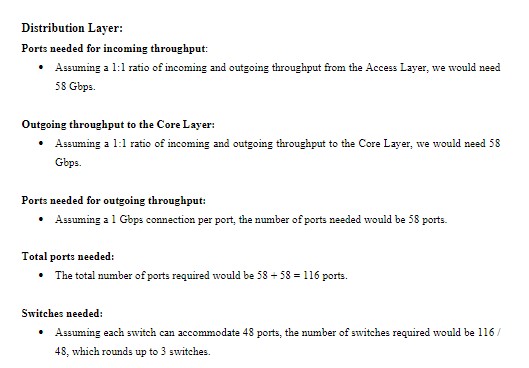 Distribution Layer:
Ports needed for incoming throughput:
• Assuming a 1:1 ratio of incoming and outgoing throughput from the Access Layer, we would need
58 Gbps.
Outgoing throughput to the Core Layer:
• Assuming a 1:1 ratio of incoming and outgoing throughput to the Core Layer, we would need 58
Gbps.
Ports needed for outgoing throughput:
• Assuming a 1 Gbps connection per port, the number of ports needed would be 58 ports.
Total ports needed:
• The total number of ports required would be 58 + 58 = 116 ports.
Switches needed:
• Assuming each switch can accommodate 48 ports, the number of switches required would be 116 /
48, which rounds up to 3 switches.